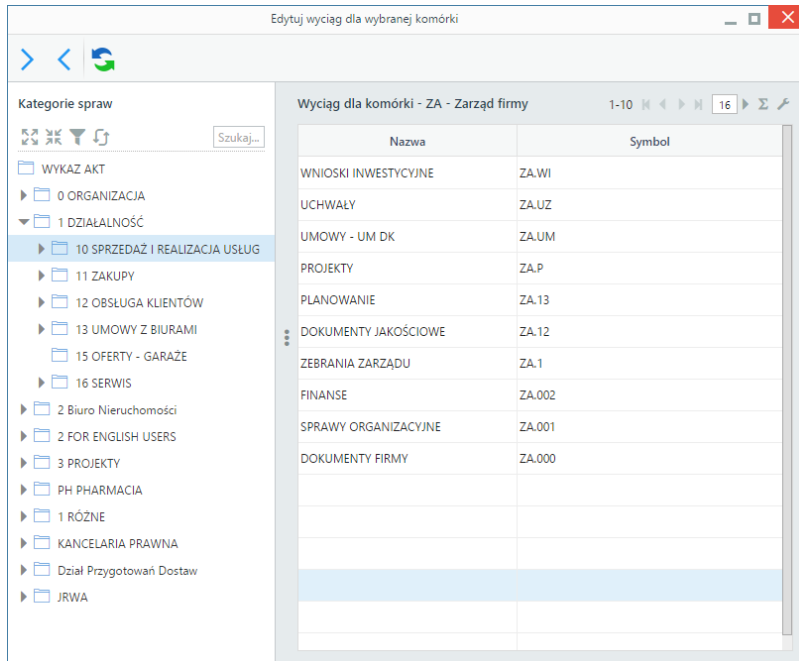 Edytuj wyciąg dla wybranej komórki
Kategorie spraw
Szukaj...
WYKAZ AKT
0 ORGANIZACJA
1 DZIAŁALNOŚĆ
10 SPRZEDAŻ I REALIZACJA USŁUG
11 ZAKUPY
12 OBSŁUGA KLIENTÓW
13 UMOWY Z BIURAMI
15 OFERTY - GARAŻE
16 SERWIS
2 Biuro Nieruchomości
2 FOR ENGLISH USERS
3 PROJEKTY
PH PHARMACIA
1 RÓŻNE
KANCELARIA PRAWNA
Dział Przygotowań Dostaw
JRWA
Wyciąg dla komórki - ZA - Zarząd firmy 1-10 16 Σ
Nazwa Symbol
WNIOSKI INWESTYCYJNE ZA.WI
UCHWAŁY ZA.UZ
UMOWY - UM DK ZA.UM
PROJEKTY ZA.P
PLANOWANIE ZA.13
DOKUMENTY JAKOŚCIOWE ZA.12
ZEBRANIA ZARZĄDU ZA.1
FINANSE ZA.002
SPRAWY ORGANIZACYJNE ZA.001
DOKUMENTY FIRMY ZA.000